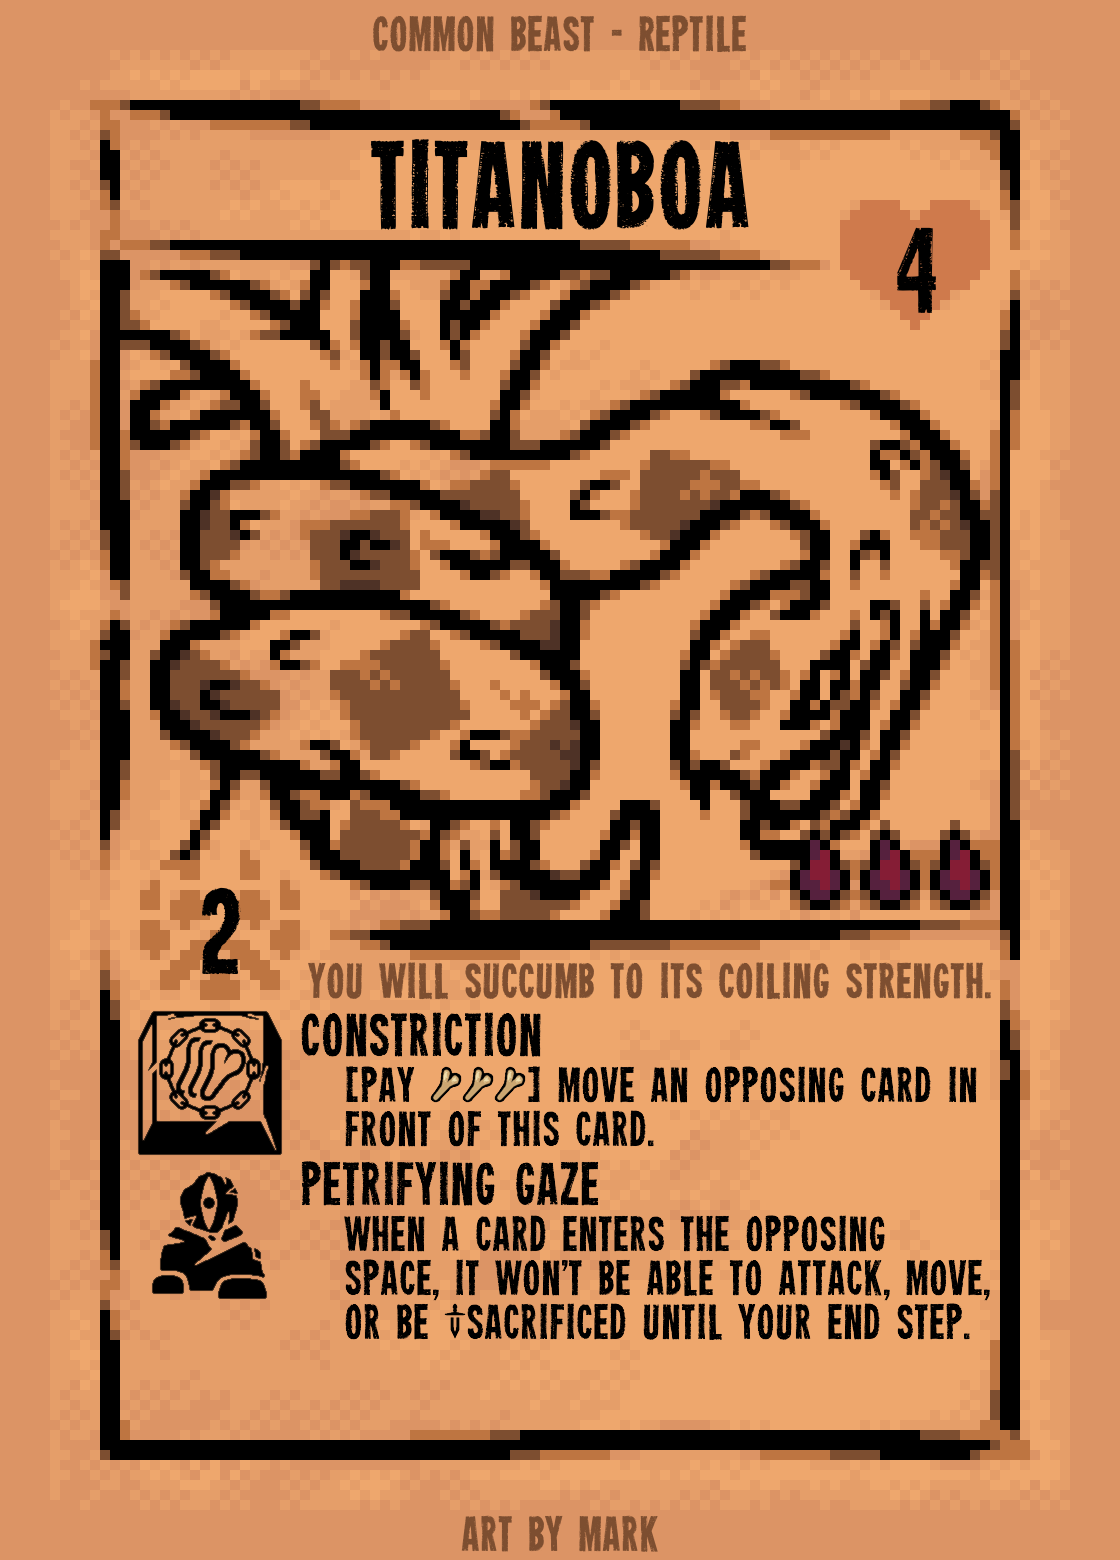 COMMON BEAST - REPTILE
TITANOBOA
4
2
YOU WILL SUCCUMB TO ITS COILING STRENGTH.
CONSTRICTION
[PAY 🦴🦴🦴] MOVE AN OPPOSING CARD IN
FRONT OF THIS CARD.
PETRIFYING GAZE
WHEN A CARD ENTERS THE OPPOSING
SPACE, IT WON'T BE ABLE TO ATTACK, MOVE,
OR BE SACRIFICED UNTIL YOUR END STEP.
ART BY MARK